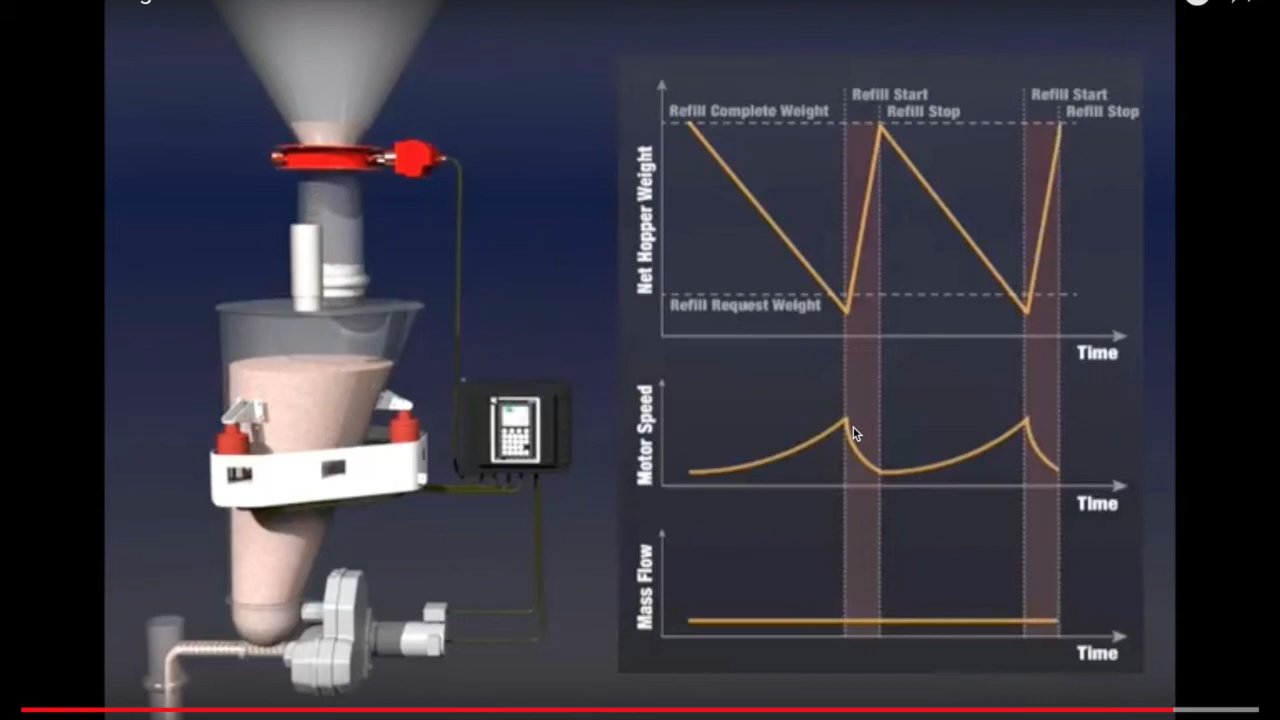 Refill Start
Refill Start
Refill Complete Weight
Refill Stop
Refill Stop
Net Hopper Weight
Refill Request Weight
Time
Motor Speed
Time
Mass Flow
Time